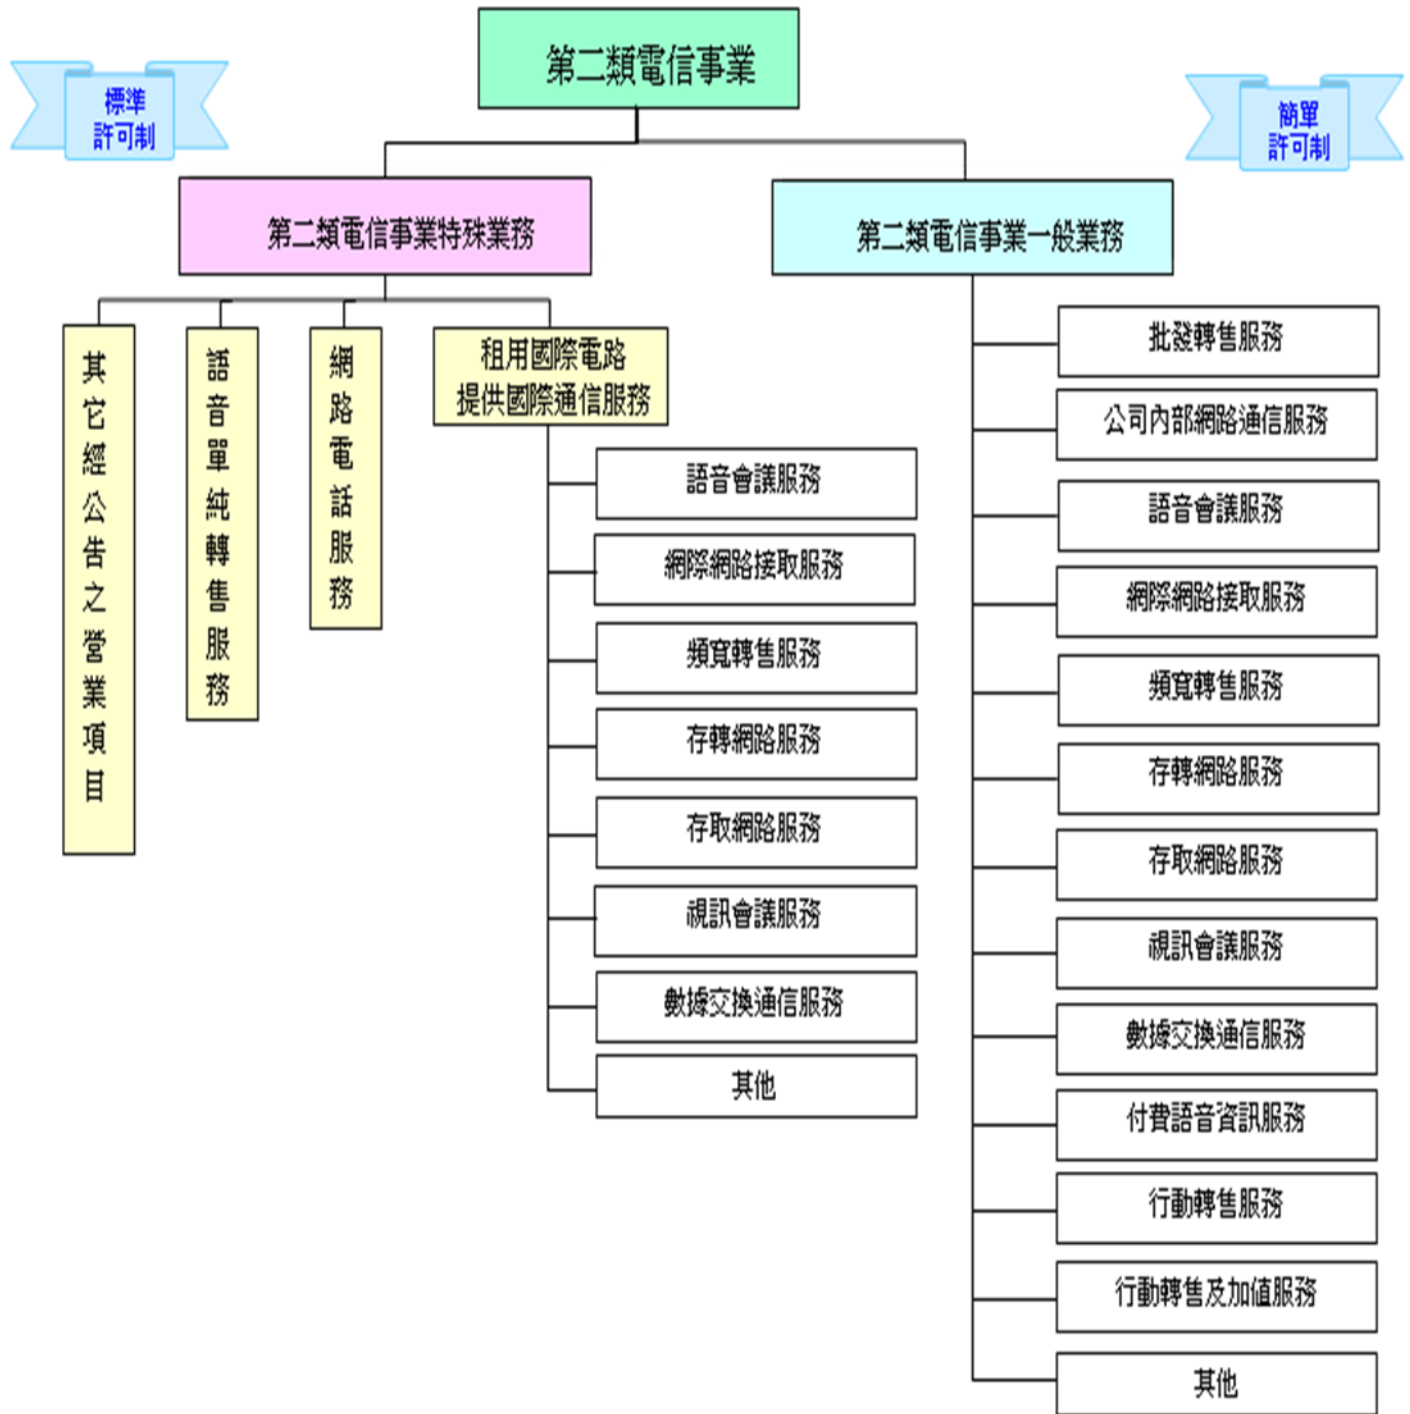 第二類電信事業
標準
許可制
簡單
許可制
第二類電信事業特殊業務
第二類電信事業一般業務
其它經公告之營業項目
語音單純轉售服務
網路電話服務
租用國際電路
提供國際通信服務
語音會議服務
網際網路接取服務
頻寬轉售服務
存轉網路服務
存取網路服務
視訊會議服務
數據交換通信服務
其他
批發轉售服務
公司內部網路通信服務
語音會議服務
網際網路接取服務
頻寬轉售服務
存轉網路服務
存取網路服務
視訊會議服務
數據交換通信服務
付費語音資訊服務
行動轉售服務
行動轉售及加值服務
其他